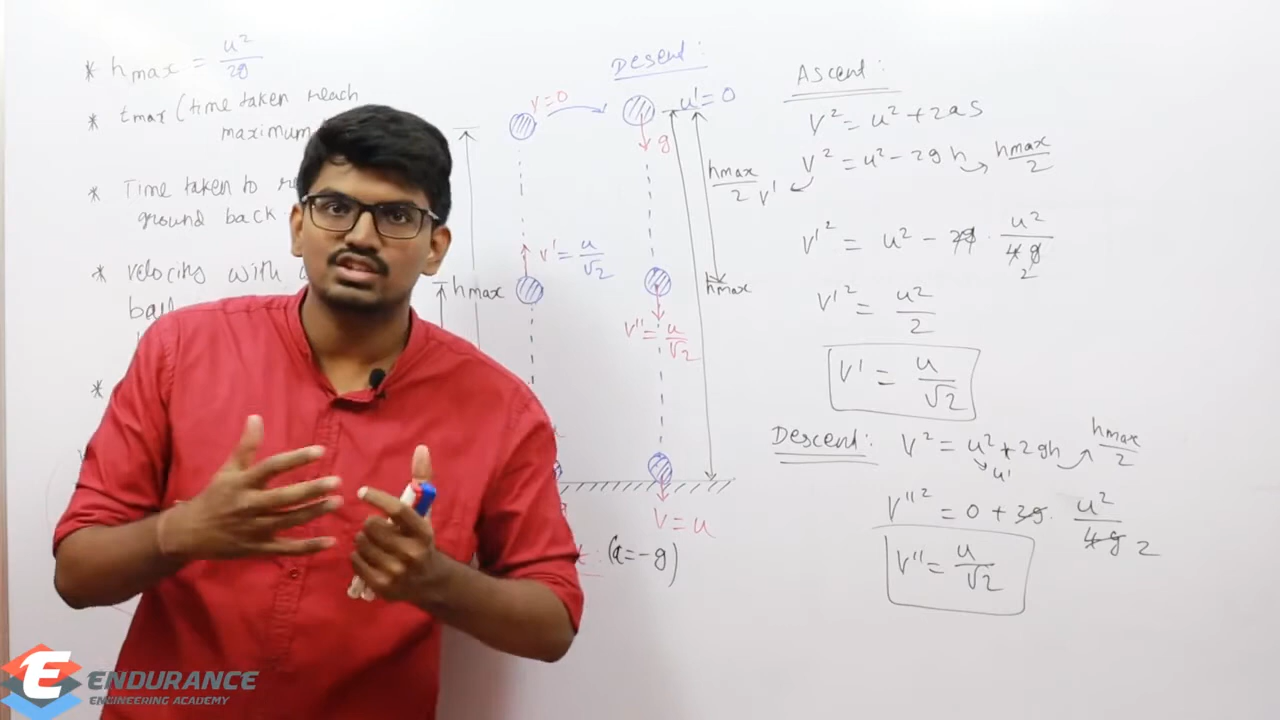 * hmax = u²/2g
* tmax (time taken reach
maximum
* Time taken to
ground back
* velocity with
ball
*
Descent:
v=0
u'=0
g
hmax/2
v'=u/√2
hmax
hmax
v''=u/√2
v=u
(a=-g)
Ascent:
v²=u²+2as
v²=u²-2gh → hmax/2
v'
v'²=u²-2g·u²/4g
2
v'²=u²/2
v'=u/√2
Descent: v²=u²+2gh → hmax/2
u'
v''²=0+2g·u²/4g 2
v''=u/√2
E ENDURANCE
ENGINEERING ACADEMY